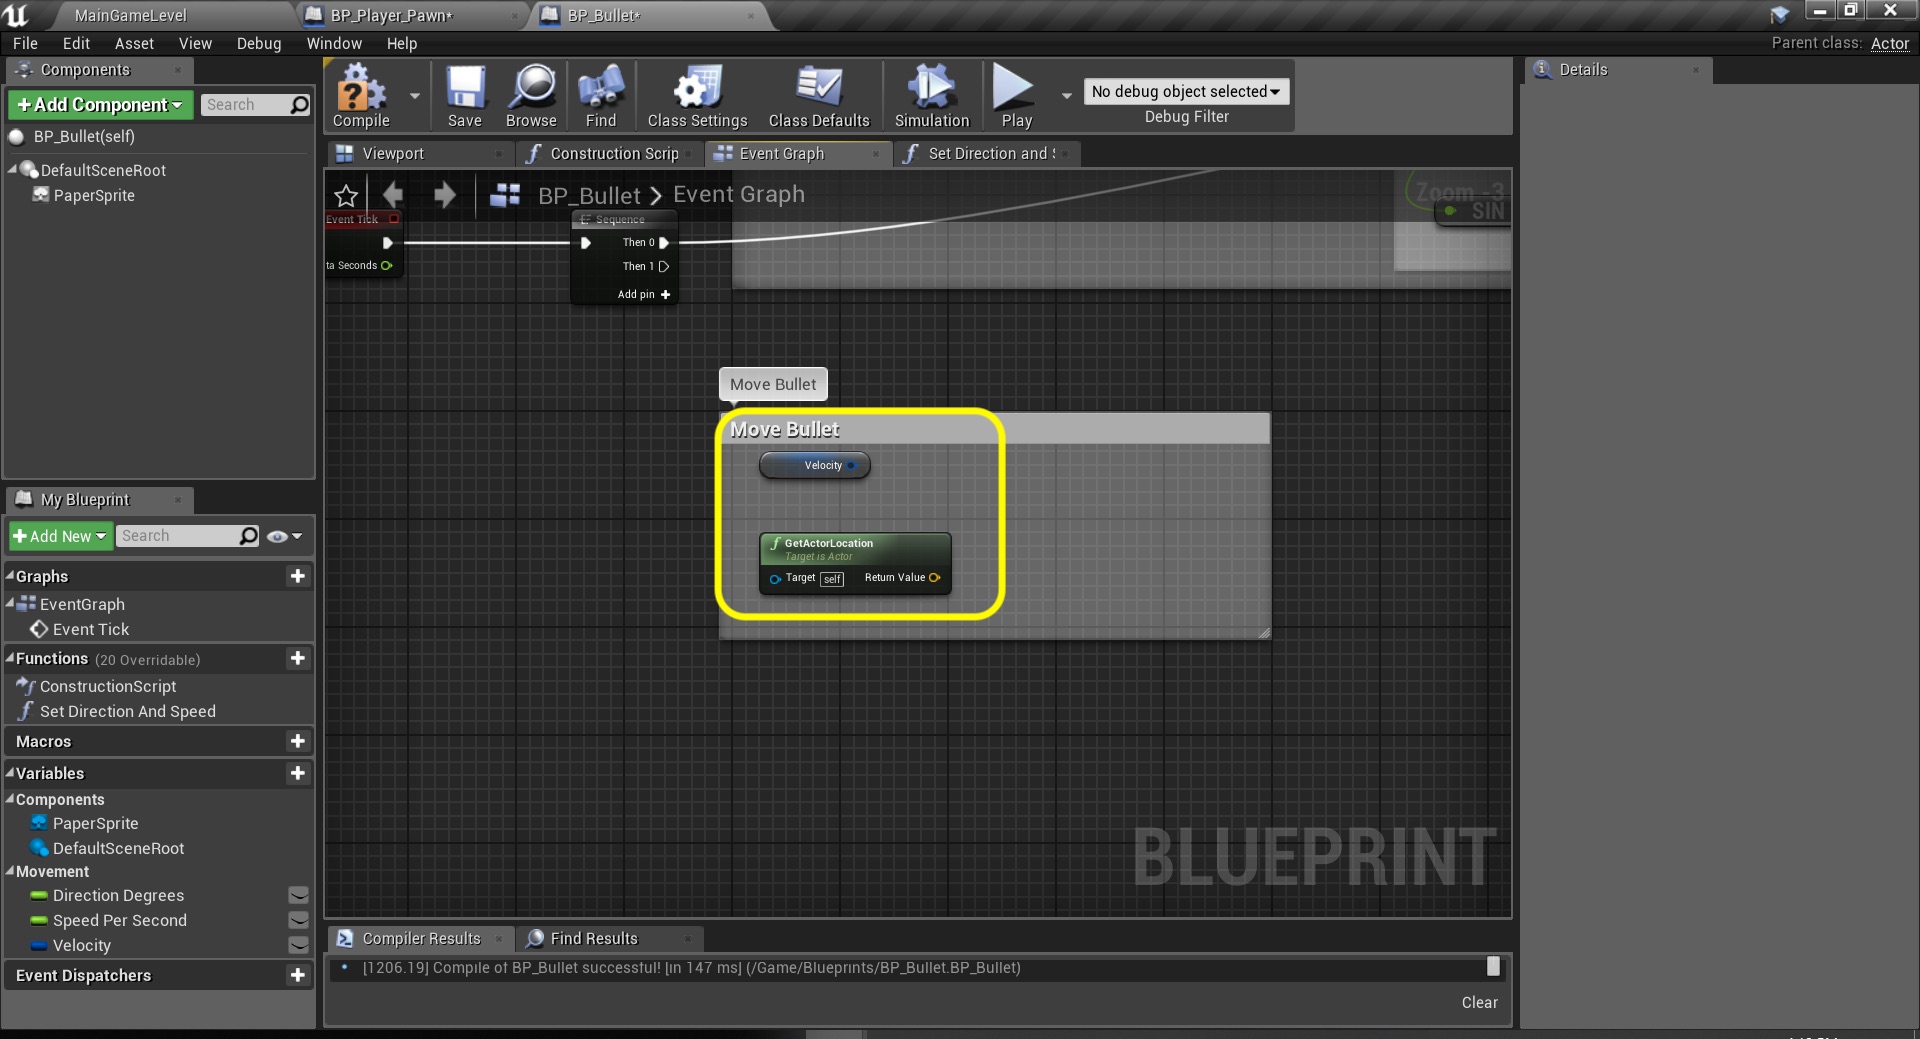 MainGameLevel
BP_Player_Pawn*
BP_Bullet*
File Edit Asset View Debug Window Help
Parent class: Actor
Components
Add Component
Search
BP_Bullet(self)
DefaultSceneRoot
PaperSprite
Compile
Save
Browse
Find
Class Settings
Class Defaults
Simulation
Play
No debug object selected
Debug Filter
Details
Viewport
Construction Scrip
Event Graph
Set Direction and
BP_Bullet > Event Graph
Zoom -3
SIN
Event Tick
ta Seconds
Sequence
Then 0
Then 1
Add pin
Move Bullet
Move Bullet
Velocity
GetActorLocation
Target is Actor
Target self Return Value
BLUEPRINT
My Blueprint
Add New
Search
Graphs
EventGraph
Event Tick
Functions (20 Overridable)
ConstructionScript
Set Direction And Speed
Macros
Variables
Components
PaperSprite
DefaultSceneRoot
Movement
Direction Degrees
Speed Per Second
Velocity
Event Dispatchers
Compiler Results
Find Results
[1206.19] Compile of BP_Bullet successful! [in 147 ms] (/Game/Blueprints/BP_Bullet.BP_Bullet)
Clear